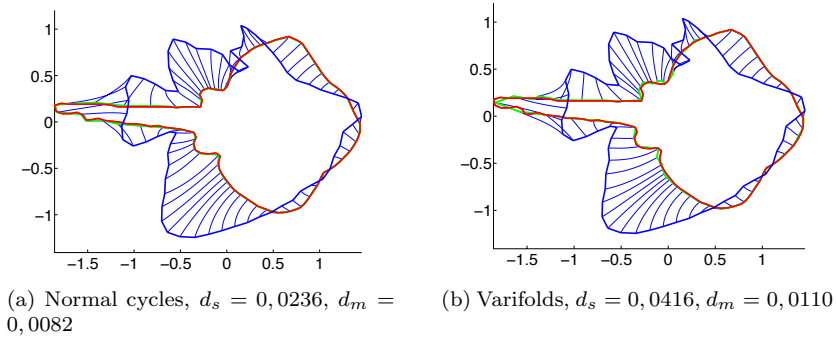 1
0.5
0
−0.5
−1
−1.5 −1 −0.5 0 0.5 1
1
0.5
0
−0.5
−1
−1.5 −1 −0.5 0 0.5 1
(a) Normal cycles, d_s = 0,0236, d_m =
0,0082
(b) Varifolds, d_s = 0,0416, d_m = 0,0110